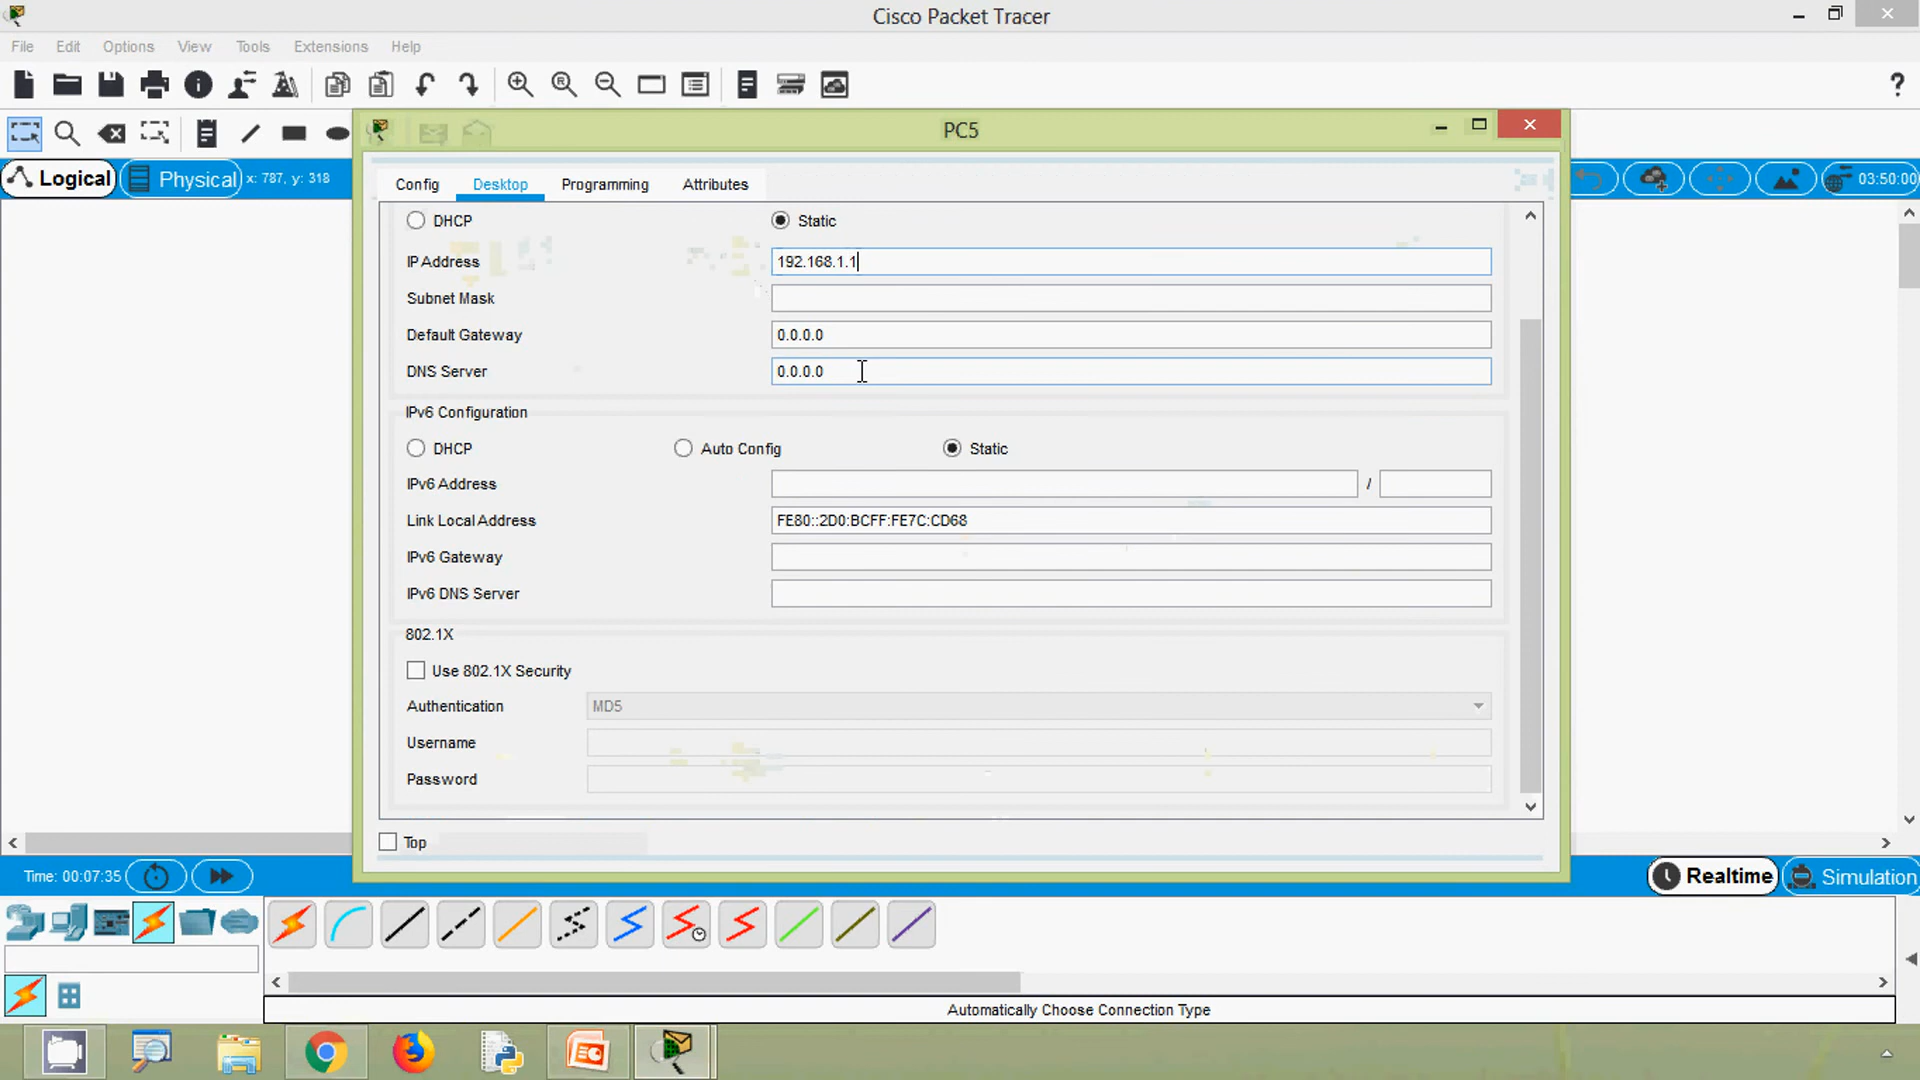 Cisco Packet Tracer
File Edit Options View Tools Extensions Help
PC5
Logical Physical x: 787, y: 318 03:50:00
Config Desktop Programming Attributes
DHCP Static
IP Address 192.168.1.1
Subnet Mask
Default Gateway 0.0.0.0
DNS Server 0.0.0.0
IPv6 Configuration
DHCP Auto Config Static
IPv6 Address /
Link Local Address FE80::2D0:BCFF:FE7C:CD68
IPv6 Gateway
IPv6 DNS Server
802.1X
Use 802.1X Security
Authentication MD5
Username
Password
Top
Time: 00:07:35 Realtime Simulation
Automatically Choose Connection Type